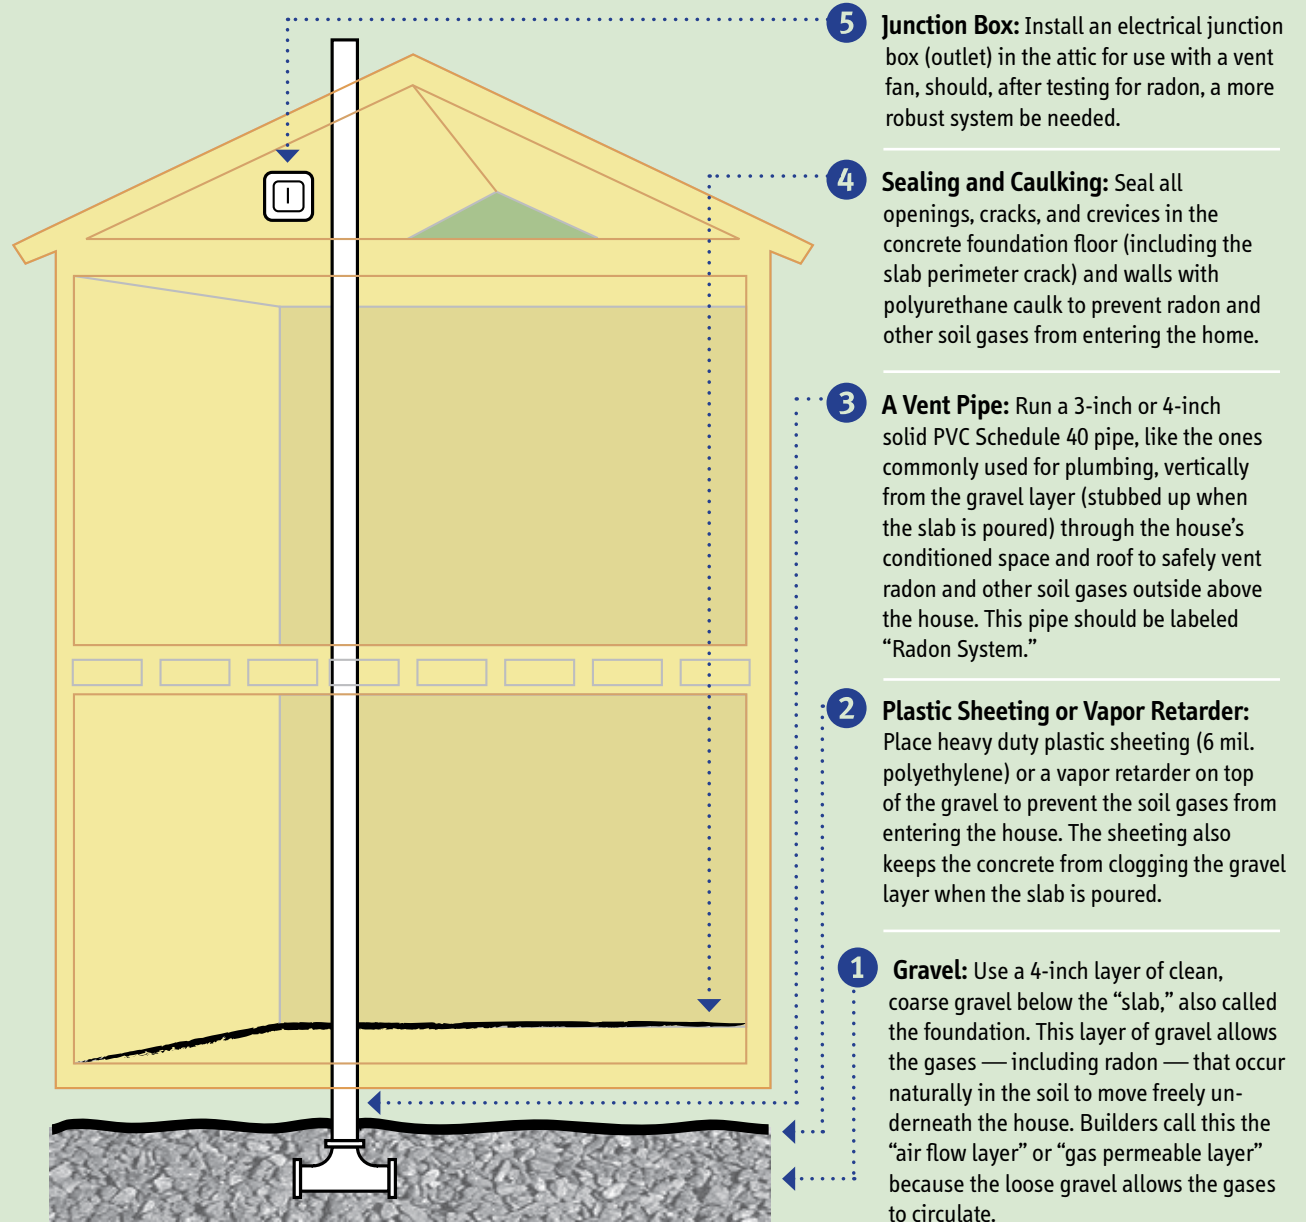 5 Junction Box: Install an electrical junction
box (outlet) in the attic for use with a vent
fan, should, after testing for radon, a more
robust system be needed.
4 Sealing and Caulking: Seal all
openings, cracks, and crevices in the
concrete foundation floor (including the
slab perimeter crack) and walls with
polyurethane caulk to prevent radon and
other soil gases from entering the home.
3 A Vent Pipe: Run a 3-inch or 4-inch
solid PVC Schedule 40 pipe, like the ones
commonly used for plumbing, vertically
from the gravel layer (stubbed up when
the slab is poured) through the house’s
conditioned space and roof to safely vent
radon and other soil gases outside above
the house. This pipe should be labeled
“Radon System.”
2 Plastic Sheeting or Vapor Retarder:
Place heavy duty plastic sheeting (6 mil.
polyethylene) or a vapor retarder on top
of the gravel to prevent the soil gases from
entering the house. The sheeting also
keeps the concrete from clogging the gravel
layer when the slab is poured.
1 Gravel: Use a 4-inch layer of clean,
coarse gravel below the “slab,” also called
the foundation. This layer of gravel allows
the gases — including radon — that occur
naturally in the soil to move freely un-
derneath the house. Builders call this the
“air flow layer” or “gas permeable layer”
because the loose gravel allows the gases
to circulate.